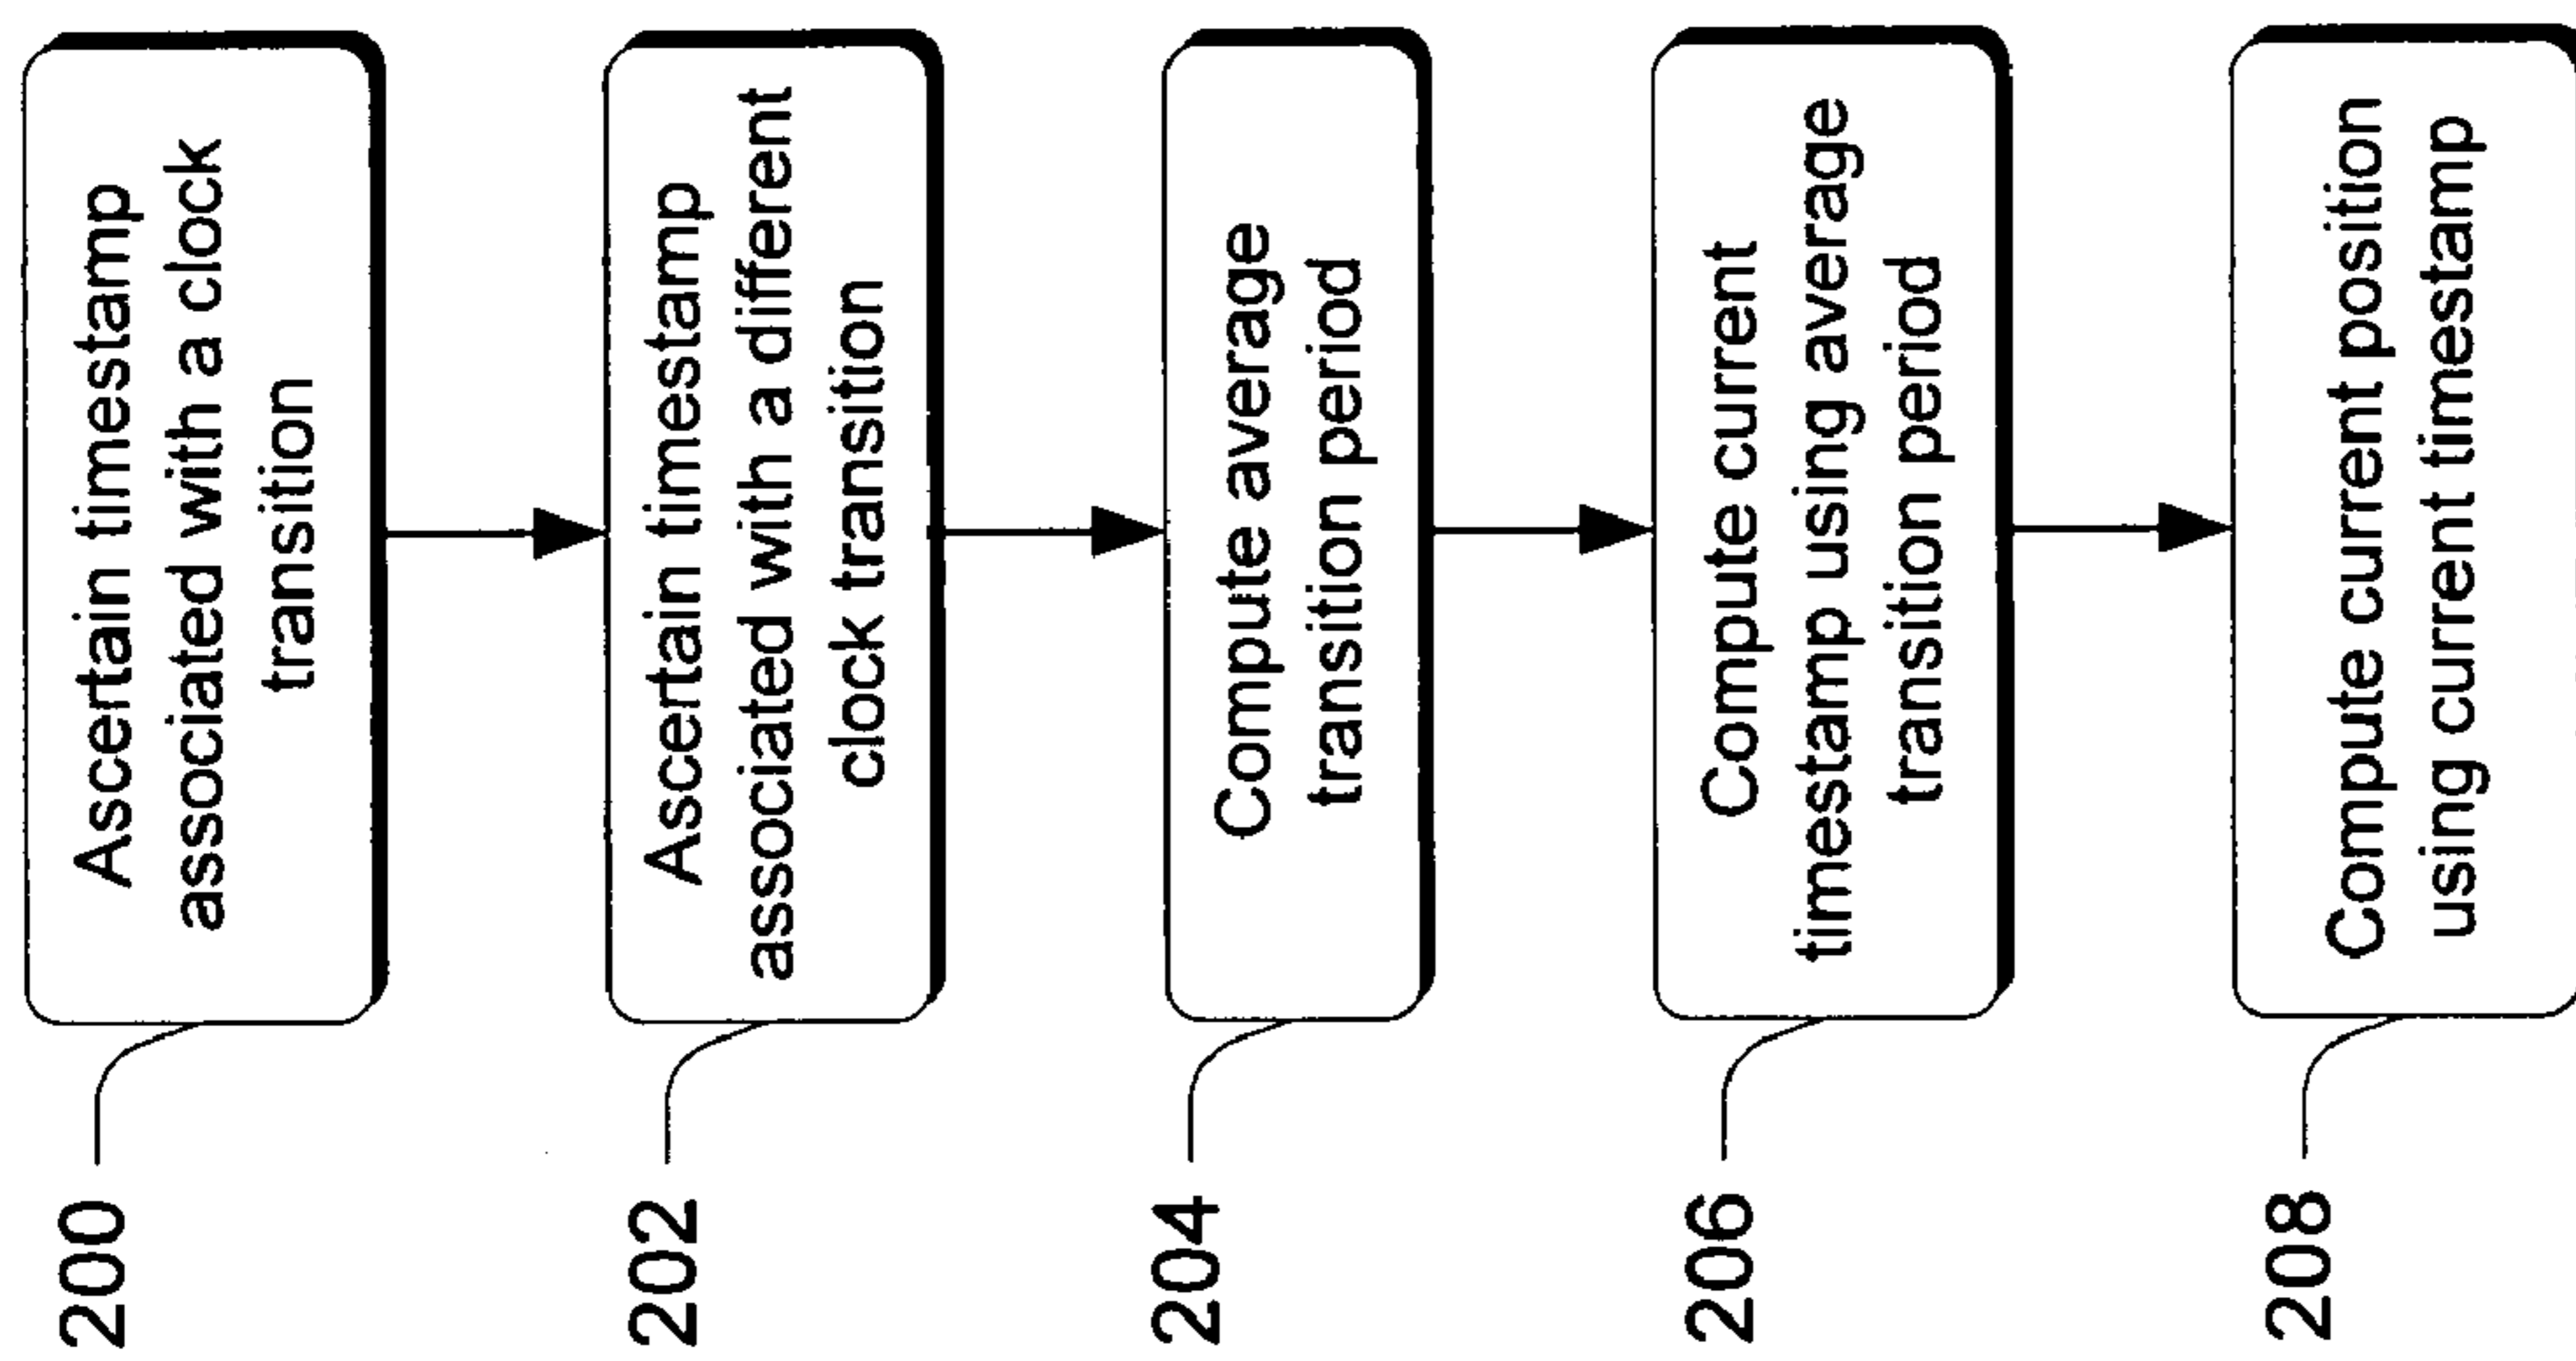 200
Ascertain timestamp
associated with a clock
transition
202
Ascertain timestamp
associated with a different
clock transition
204
Compute average
transition period
206
Compute current
timestamp using average
transition period
208
Compute current position
using current timestamp